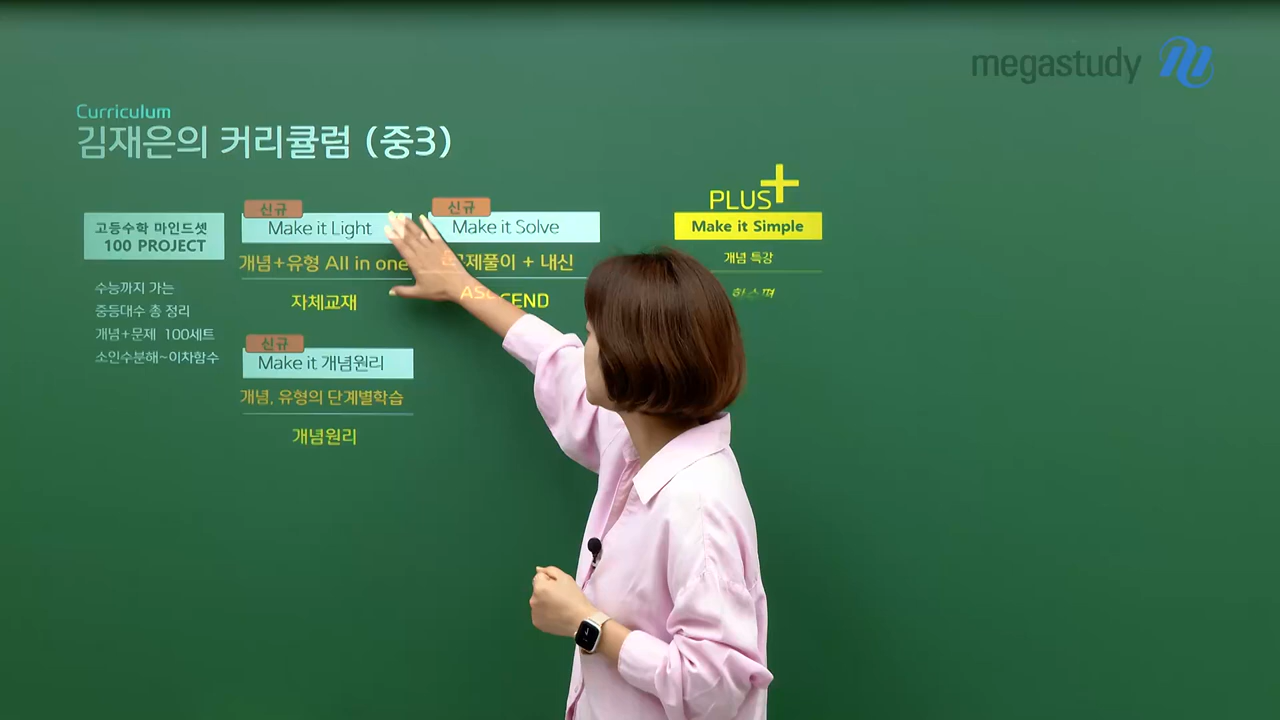 megastudy
Curriculum
김재은의 커리큘럼 (중3)
고등수학 마인드셋
100 PROJECT
수능까지 가는
중등대수 총 정리
개념+문제 100세트
소인수분해~이차함수
신규
Make it Light
개념+유형 All in one
자체교재
신규
Make it 개념원리
개념, 유형의 단계별학습
개념원리
신규
Make it Solve
+ 내신
PLUS+
Make it Simple
개념 특강